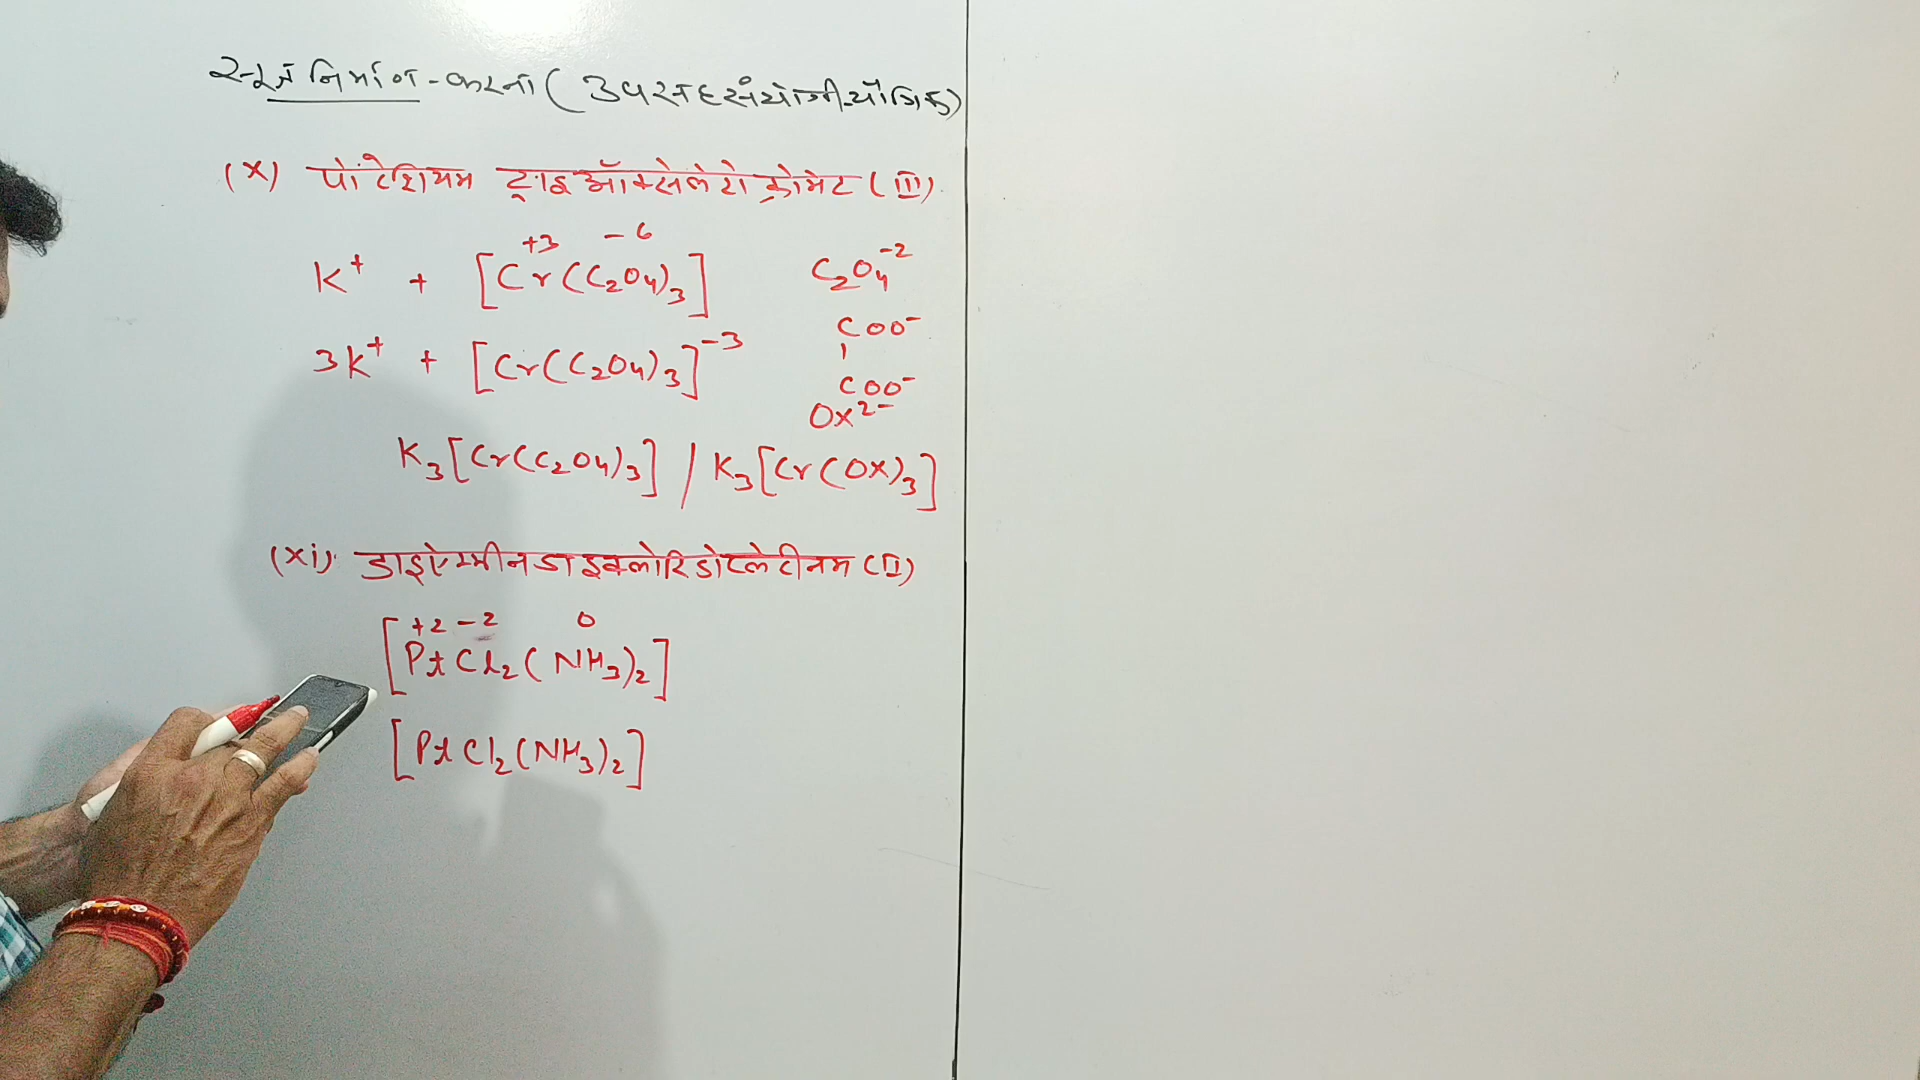 सूत्र निर्माण - करना ( उपसहसंयोजी यौगिक )
(x) पोटेशियम ट्राइऑक्सेलेटोक्रोमेट (III)
+3 -6
K⁺ + [Cr(C₂O₄)₃] C₂O₄⁻²
COO⁻
|
3K⁺ + [Cr(C₂O₄)₃]⁻³ COO⁻
Ox²⁻
K₃[Cr(C₂O₄)₃] / K₃[Cr(OX)₃]
(xi) डाइऐम्मीनडाइक्लोरिडोप्लेटीनम (II)
+2 -2 0
[PtCl₂(NH₃)₂]
[PtCl₂(NH₃)₂]